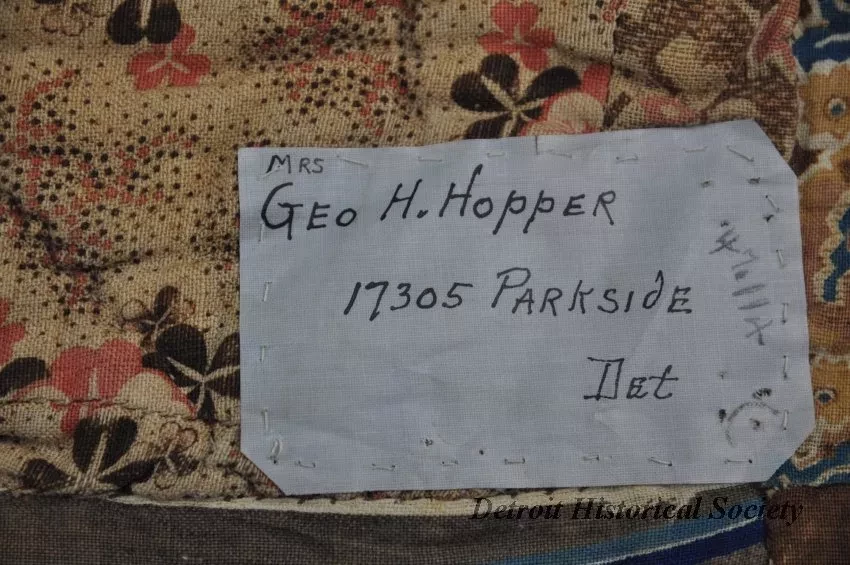 MRS
GEO H. HOPPER
17305 PARKSIDE
DET
Detroit Historical Society